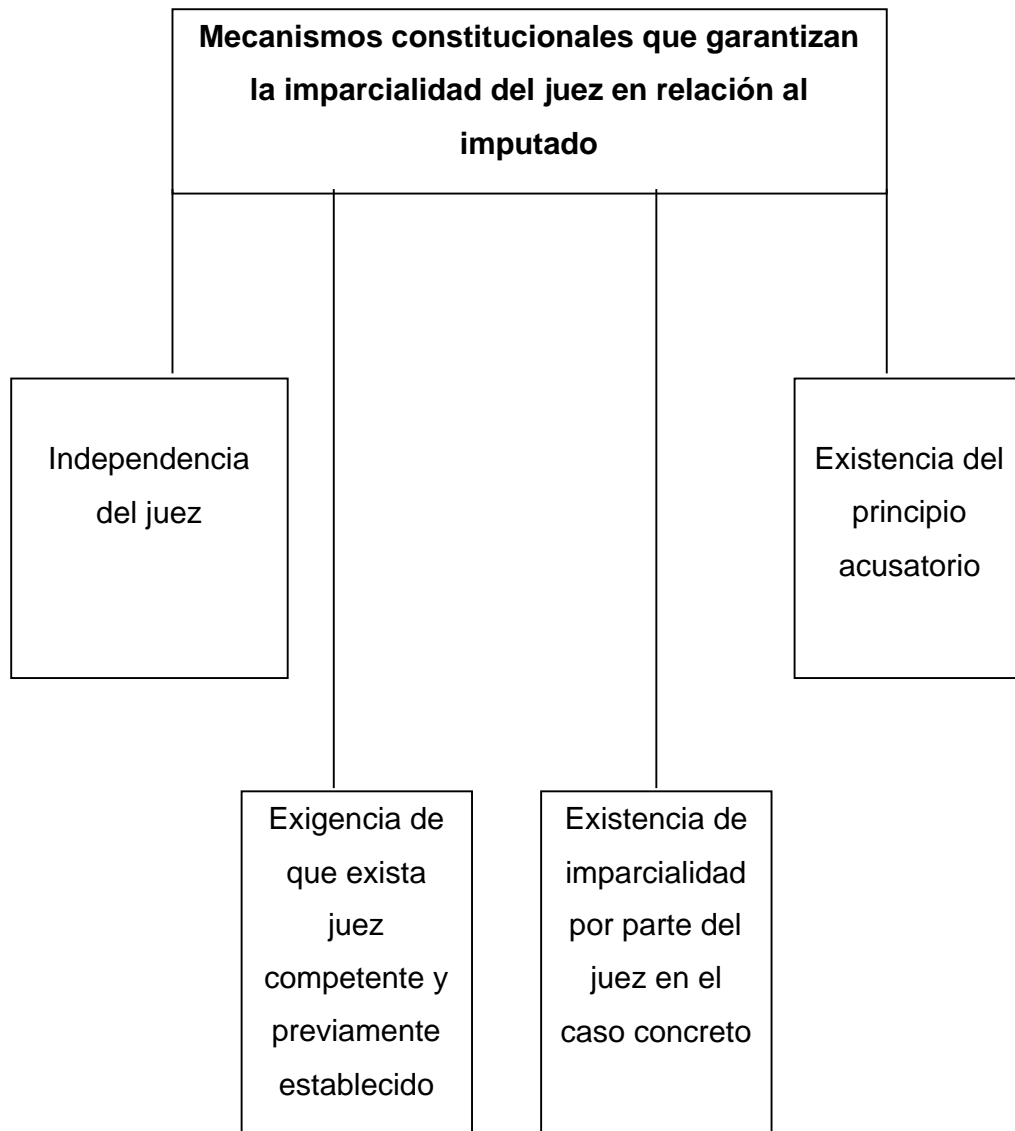 Mecanismos constitucionales que garantizan
la imparcialidad del juez en relación al
imputado
Independencia
del juez
Existencia del
principio
acusatorio
Exigencia de
que exista
juez
competente y
previamente
establecido
Existencia de
imparcialidad
por parte del
juez en el
caso concreto